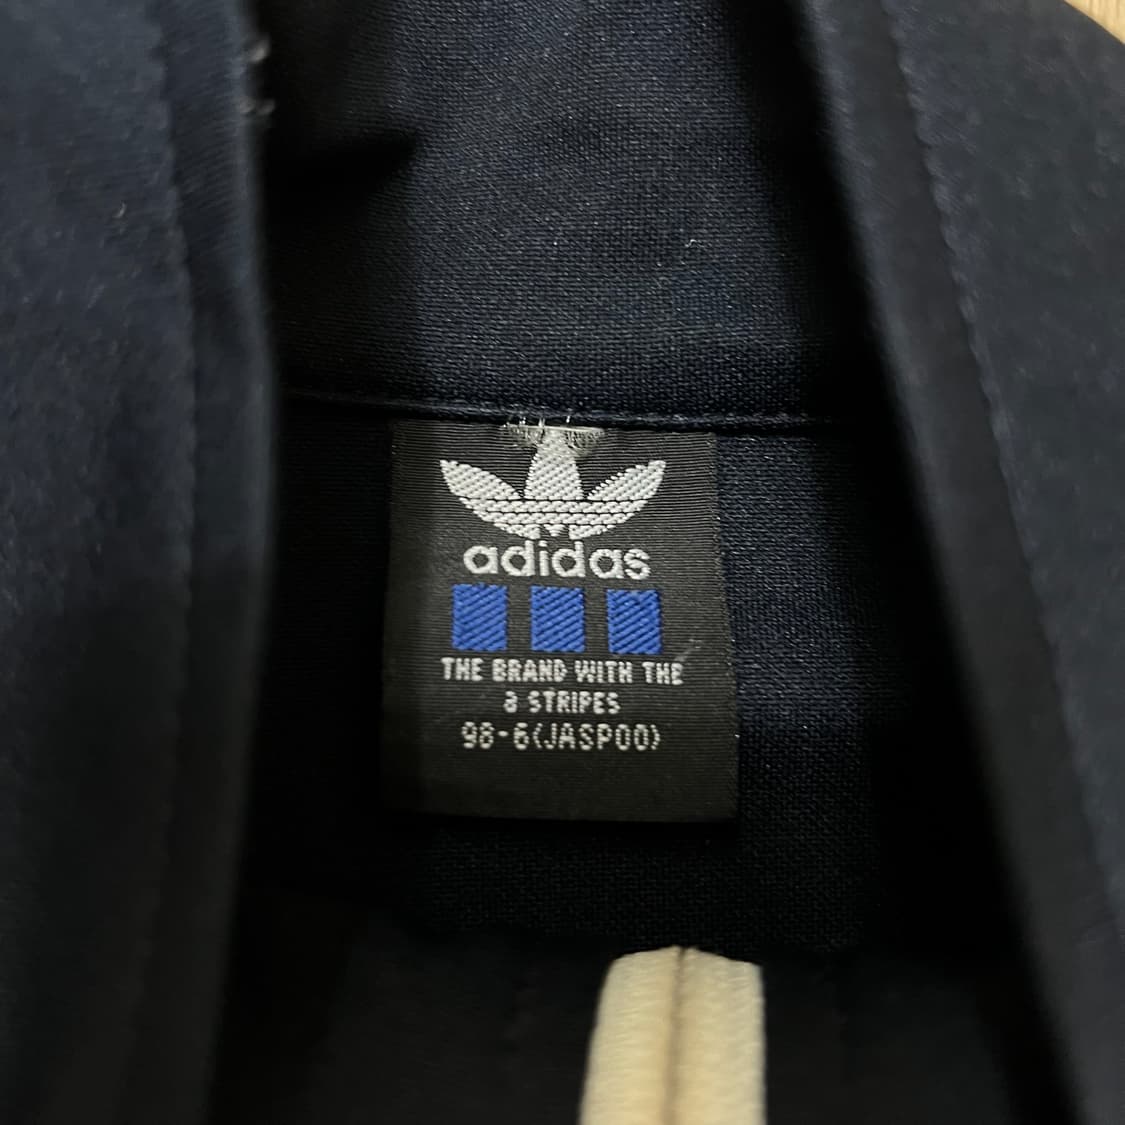 adidas
THE BRAND WITH THE
3 STRIPES
98-6(JASPOO)